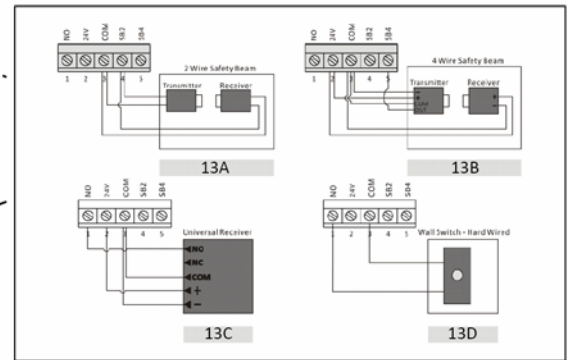 NO 24V COM SB2 SB4
1 2 3 4 5
2 Wire Safety Beam
Transmitter Receiver
13A
NO 24V COM SB2 SB4
1 2 3 4 5
4 Wire Safety Beam
Transmitter Receiver
+
-
COM
OUT
+
-
13B
NO 24V COM SB2 SB4
1 2 3 4 5
Universal Receiver
NO
NC
COM
+
-
13C
NO 24V COM SB2 SB4
1 2 3 4 5
Wall Switch - Hard Wired
13D